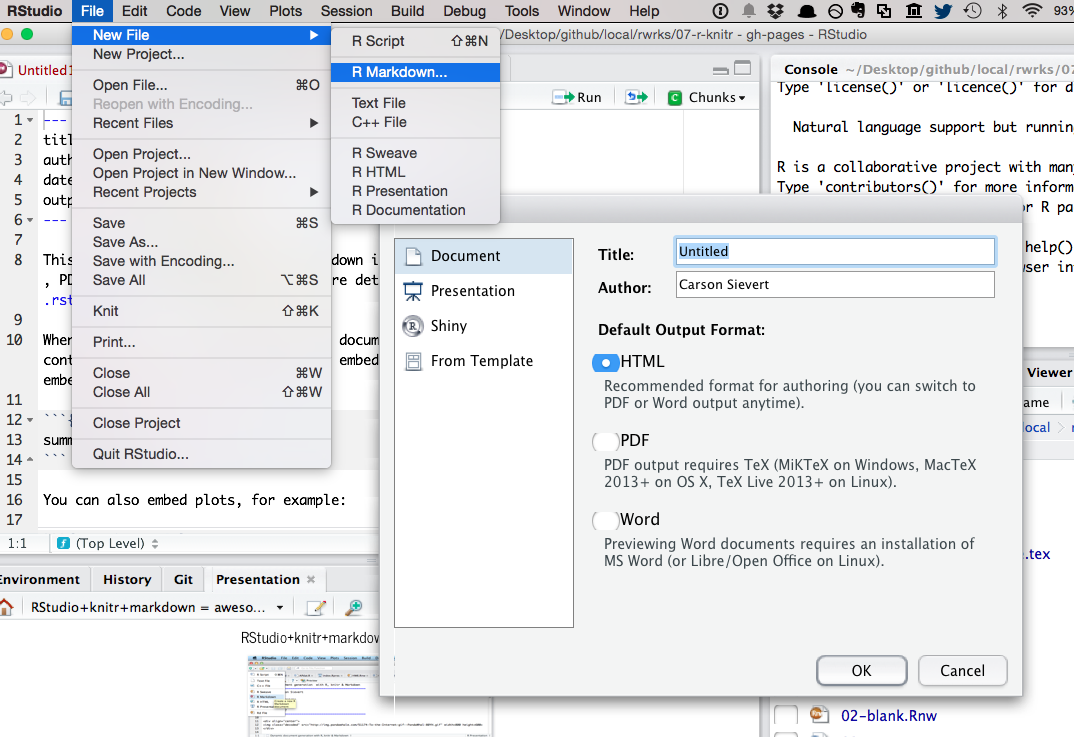 RStudio File Edit Code View Plots Session Build Debug Tools Window Help 93%
/Desktop/github/local/rwrks/07-r-knitr - gh-pages - RStudio
New File
New Project...
Open File... ⌘O
Reopen with Encoding...
Recent Files
Open Project...
Open Project in New Window...
Recent Projects
Save ⌘S
Save As...
Save with Encoding...
Save All ⌥⌘S
Knit ⇧⌘K
Print...
Close ⌘W
Close All ⇧⌘W
Close Project
Quit RStudio...
R Script ⇧⌘N
R Markdown...
Text File
C++ File
R Sweave
R HTML
R Presentation
R Documentation
Untitled1
Run Chunks
1 ---
2 titl
3 auth
4 date
5 outp
6 ---
7
8 This down i
, PD re det
.rst
9
10 When docum
cont embed
embe
11
12 ```{
13 summ
14 ```
15
16 You can also embed plots, for example:
17
1:1 (Top Level)
Console ~/Desktop/github/local/rwrks/07
Type 'license()' or 'licence()' for d
Natural language support but runnin
R is a collaborative project with many
Type 'contributors()' for more inform
or R pa
help()
ser int
Viewer
ame
local
.tex
02-blank.Rnw
Document
Presentation
Shiny
From Template
Title: Untitled
Author: Carson Sievert
Default Output Format:
HTML
Recommended format for authoring (you can switch to
PDF or Word output anytime).
PDF
PDF output requires TeX (MiKTeX on Windows, MacTeX
2013+ on OS X, TeX Live 2013+ on Linux).
Word
Previewing Word documents requires an installation of
MS Word (or Libre/Open Office on Linux).
OK Cancel
Environment History Git Presentation
RStudio+knitr+markdown = aweso...
RStudio+knitr+markdow